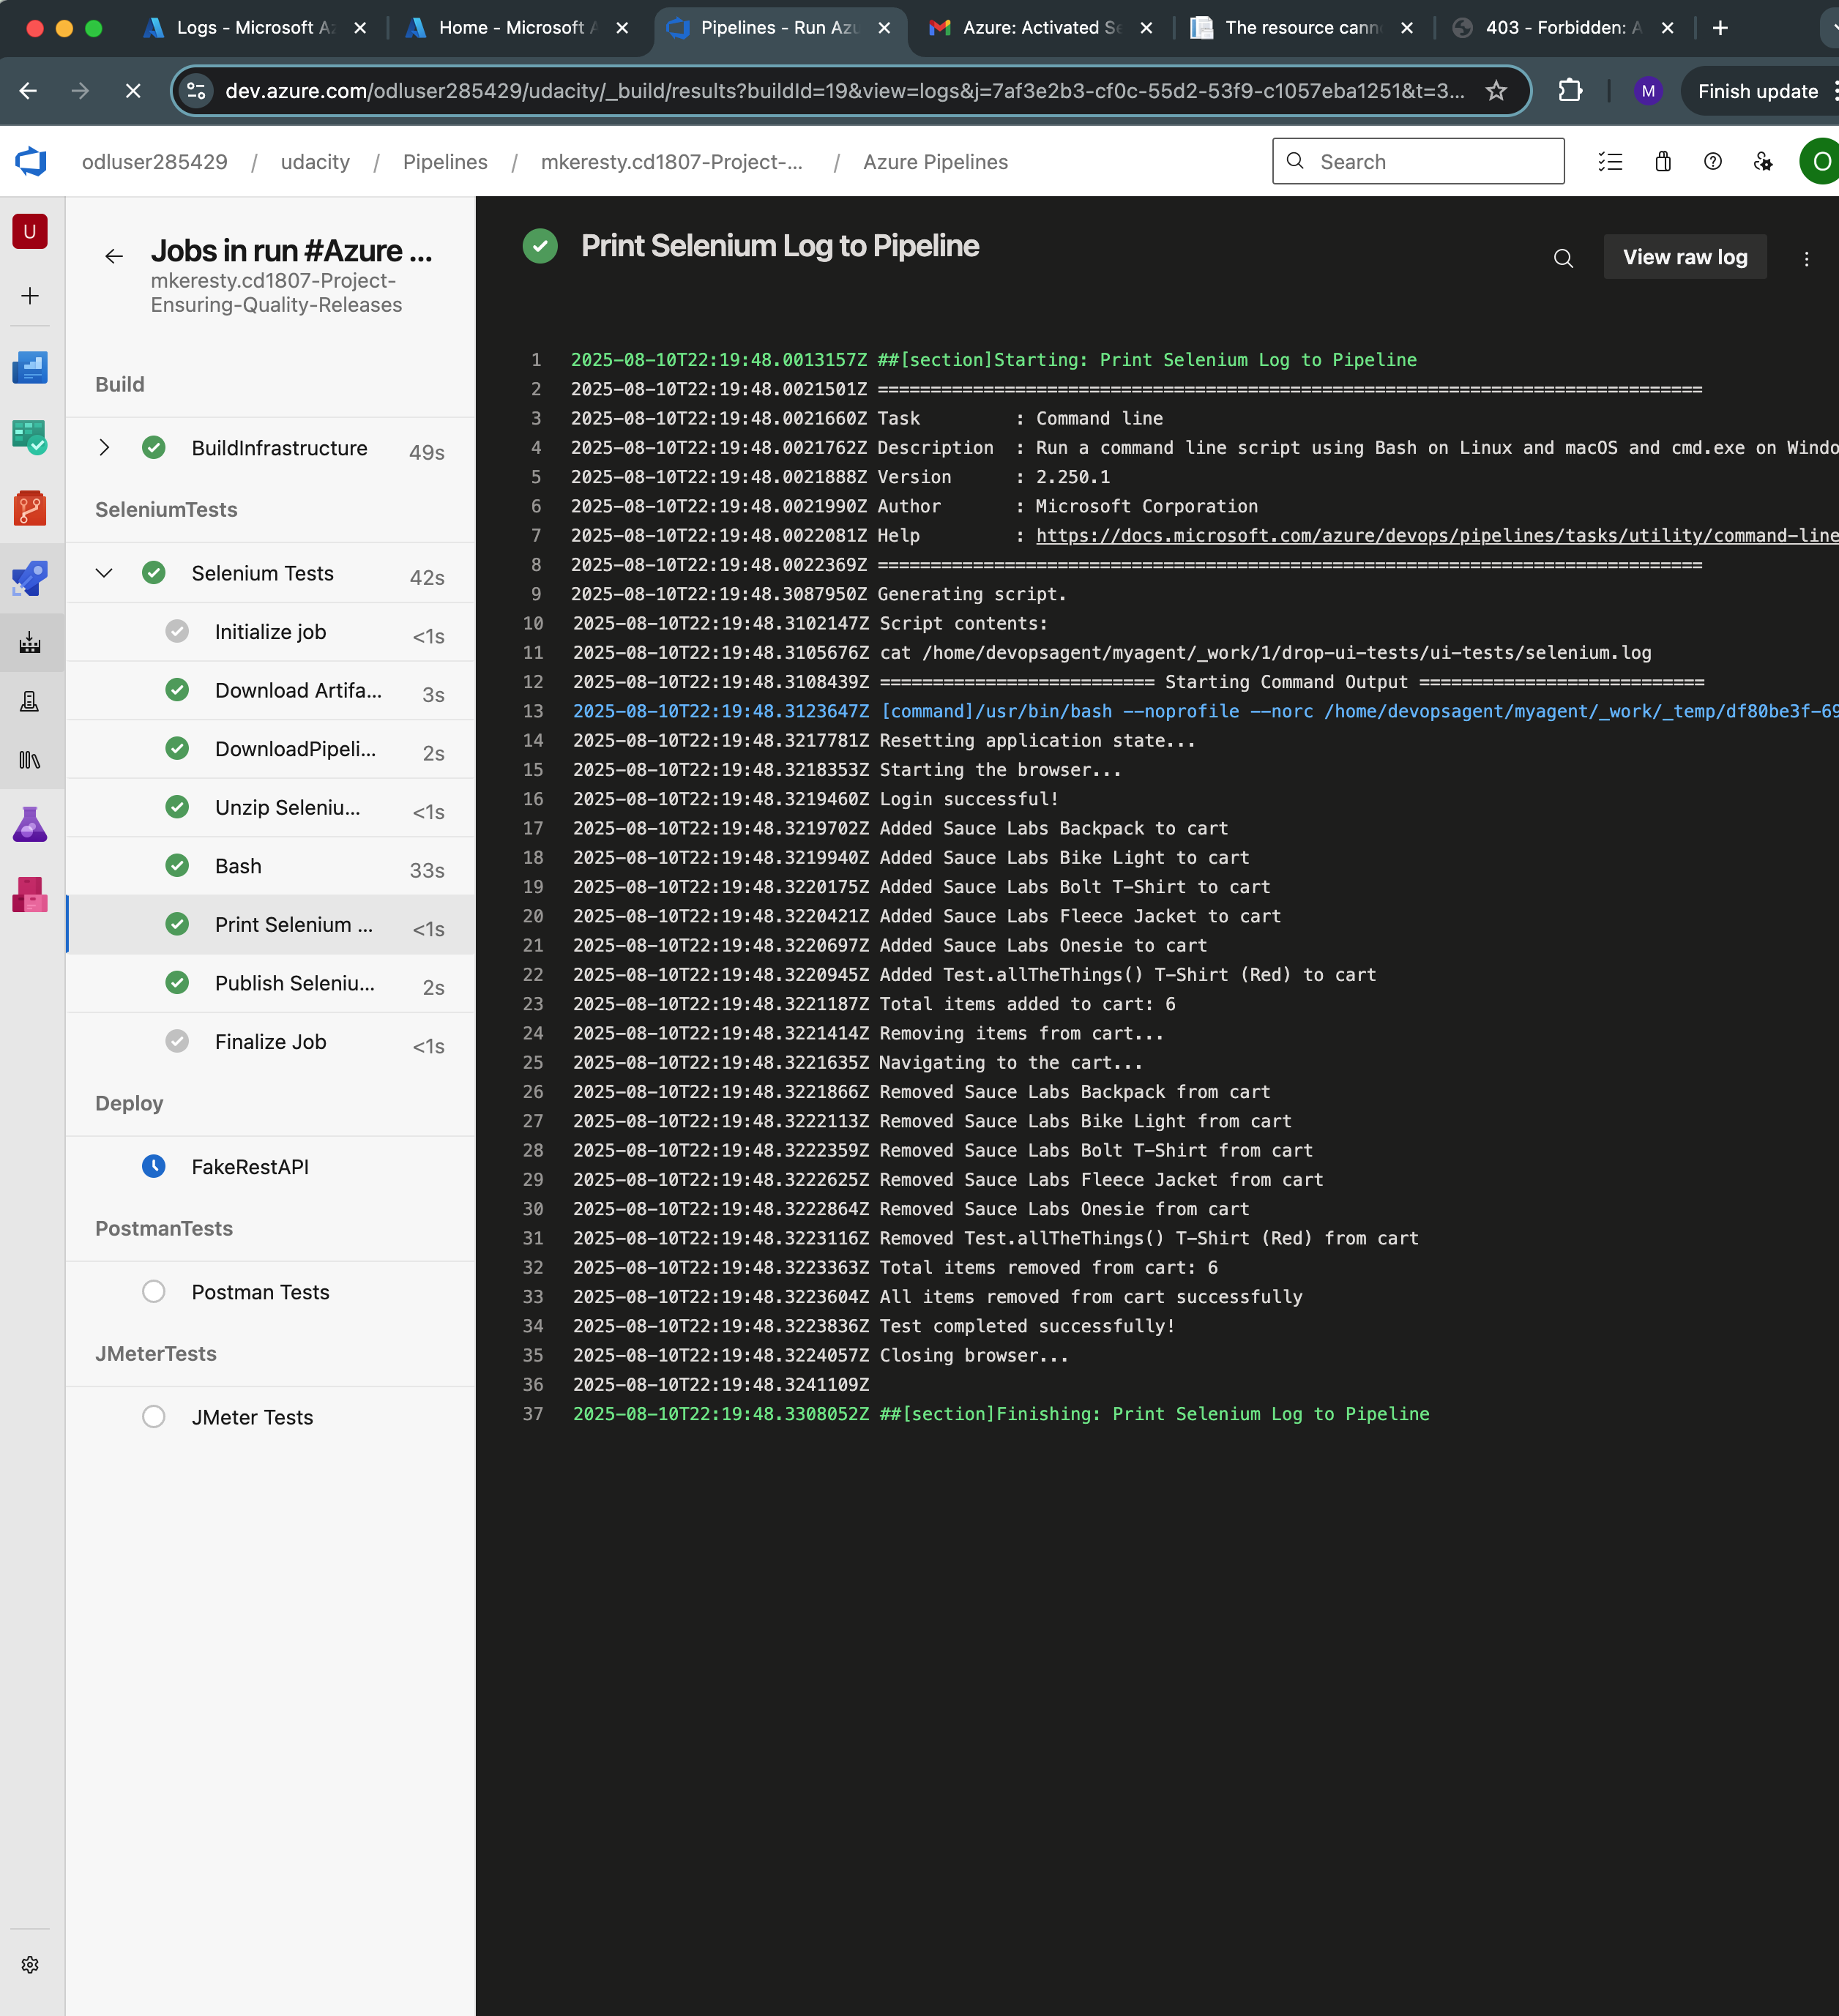 Logs - Microsoft Az
Home - Microsoft A
Pipelines - Run Azu
Azure: Activated Se
The resource cann
403 - Forbidden: A
dev.azure.com/odluser285429/udacity/_build/results?buildId=19&view=logs&j=7af3e2b3-cf0c-55d2-53f9-c1057eba1251&t=3...
M
Finish update
odluser285429 / udacity / Pipelines / mkeresty.cd1807-Project-... / Azure Pipelines
Search
O
U
Jobs in run #Azure ...
mkeresty.cd1807-Project-
Ensuring-Quality-Releases
Build
BuildInfrastructure 49s
SeleniumTests
Selenium Tests 42s
Initialize job <1s
Download Artifa... 3s
DownloadPipeli... 2s
Unzip Seleniu... <1s
Bash 33s
Print Selenium ... <1s
Publish Seleniu... 2s
Finalize Job <1s
Deploy
FakeRestAPI
PostmanTests
Postman Tests
JMeterTests
JMeter Tests
Print Selenium Log to Pipeline
View raw log
1 2025-08-10T22:19:48.0013157Z ##[section]Starting: Print Selenium Log to Pipeline
2 2025-08-10T22:19:48.0021501Z ==============================================================================
3 2025-08-10T22:19:48.0021660Z Task         : Command line
4 2025-08-10T22:19:48.0021762Z Description  : Run a command line script using Bash on Linux and macOS and cmd.exe on Windo
5 2025-08-10T22:19:48.0021888Z Version      : 2.250.1
6 2025-08-10T22:19:48.0021990Z Author       : Microsoft Corporation
7 2025-08-10T22:19:48.0022081Z Help         : https://docs.microsoft.com/azure/devops/pipelines/tasks/utility/command-line
8 2025-08-10T22:19:48.0022369Z ==============================================================================
9 2025-08-10T22:19:48.3087950Z Generating script.
10 2025-08-10T22:19:48.3102147Z Script contents:
11 2025-08-10T22:19:48.3105676Z cat /home/devopsagent/myagent/_work/1/drop-ui-tests/ui-tests/selenium.log
12 2025-08-10T22:19:48.3108439Z ========================== Starting Command Output ===========================
13 2025-08-10T22:19:48.3123647Z [command]/usr/bin/bash --noprofile --norc /home/devopsagent/myagent/_work/_temp/df80be3f-69
14 2025-08-10T22:19:48.3217781Z Resetting application state...
15 2025-08-10T22:19:48.3218353Z Starting the browser...
16 2025-08-10T22:19:48.3219460Z Login successful!
17 2025-08-10T22:19:48.3219702Z Added Sauce Labs Backpack to cart
18 2025-08-10T22:19:48.3219940Z Added Sauce Labs Bike Light to cart
19 2025-08-10T22:19:48.3220175Z Added Sauce Labs Bolt T-Shirt to cart
20 2025-08-10T22:19:48.3220421Z Added Sauce Labs Fleece Jacket to cart
21 2025-08-10T22:19:48.3220697Z Added Sauce Labs Onesie to cart
22 2025-08-10T22:19:48.3220945Z Added Test.allTheThings() T-Shirt (Red) to cart
23 2025-08-10T22:19:48.3221187Z Total items added to cart: 6
24 2025-08-10T22:19:48.3221414Z Removing items from cart...
25 2025-08-10T22:19:48.3221635Z Navigating to the cart...
26 2025-08-10T22:19:48.3221866Z Removed Sauce Labs Backpack from cart
27 2025-08-10T22:19:48.3222113Z Removed Sauce Labs Bike Light from cart
28 2025-08-10T22:19:48.3222359Z Removed Sauce Labs Bolt T-Shirt from cart
29 2025-08-10T22:19:48.3222625Z Removed Sauce Labs Fleece Jacket from cart
30 2025-08-10T22:19:48.3222864Z Removed Sauce Labs Onesie from cart
31 2025-08-10T22:19:48.3223116Z Removed Test.allTheThings() T-Shirt (Red) from cart
32 2025-08-10T22:19:48.3223363Z Total items removed from cart: 6
33 2025-08-10T22:19:48.3223604Z All items removed from cart successfully
34 2025-08-10T22:19:48.3223836Z Test completed successfully!
35 2025-08-10T22:19:48.3224057Z Closing browser...
36 2025-08-10T22:19:48.3241109Z
37 2025-08-10T22:19:48.3308052Z ##[section]Finishing: Print Selenium Log to Pipeline